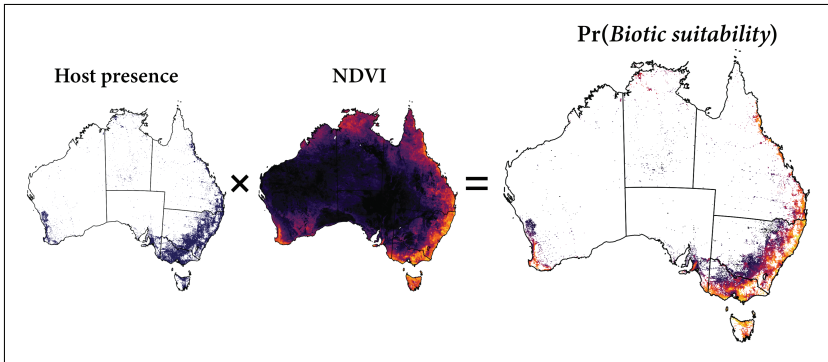 Host presence
×
NDVI
=
Pr(Biotic suitability)